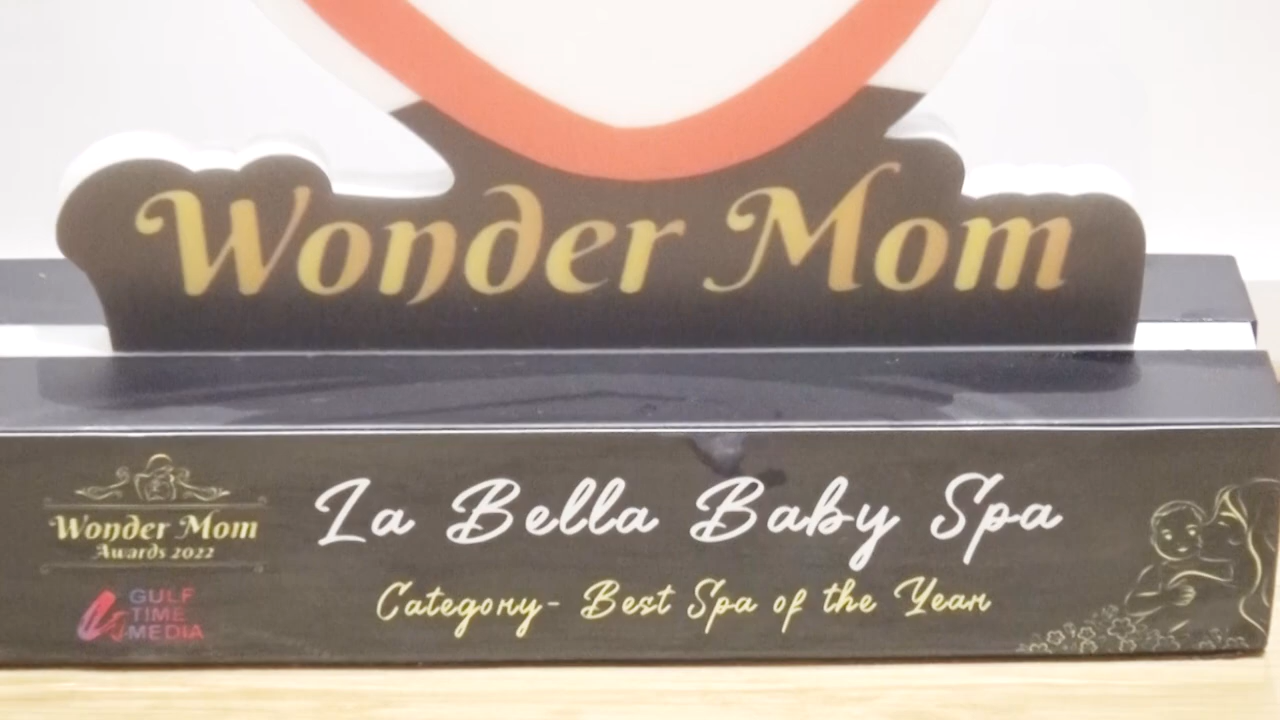 Wonder Mom
Wonder Mom
Awards 2022
GULF
TIME
MEDIA
La Bella Baby Spa
Category- Best Spa of the Year